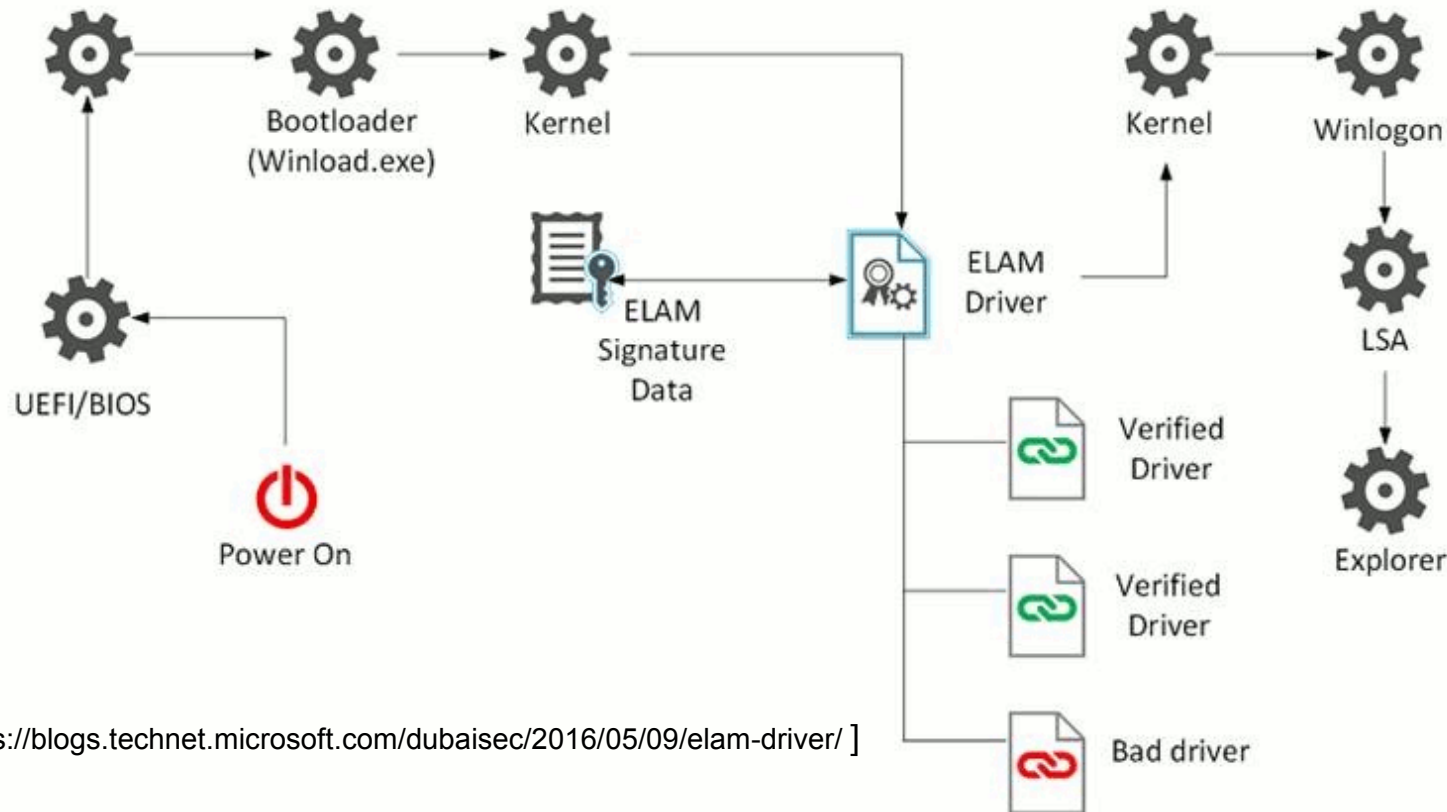 Bootloader
(Winload.exe)
Kernel
Kernel
Winlogon
ELAM
Signature
Data
ELAM
Driver
LSA
UEFI/BIOS
Verified
Driver
Power On
Explorer
Verified
Driver
s://blogs.technet.microsoft.com/dubaisec/2016/05/09/elam-driver/ ]
Bad driver